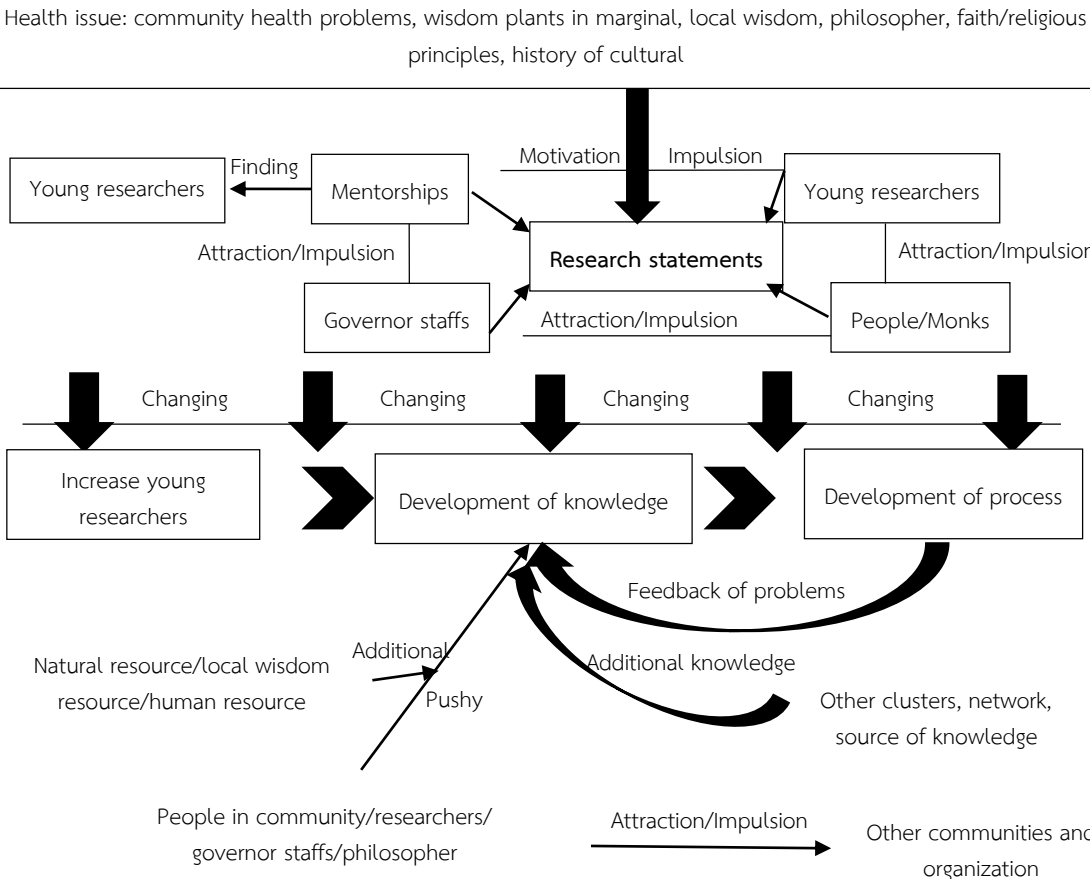 Health issue: community health problems, wisdom plants in marginal, local wisdom, philosopher, faith/religious
principles, history of cultural
Motivation
Impulsion
Young researchers
Finding
Mentorships
Young researchers
Attraction/Impulsion
Research statements
Attraction/Impulsion
Governor staffs
Attraction/Impulsion
People/Monks
Changing
Changing
Changing
Changing
Increase young
researchers
Development of knowledge
Development of process
Feedback of problems
Natural resource/local wisdom
resource/human resource
Additional
Pushy
Additional knowledge
Other clusters, network,
source of knowledge
People in community/researchers/
governor staffs/philosopher
Attraction/Impulsion
Other communities and
organization